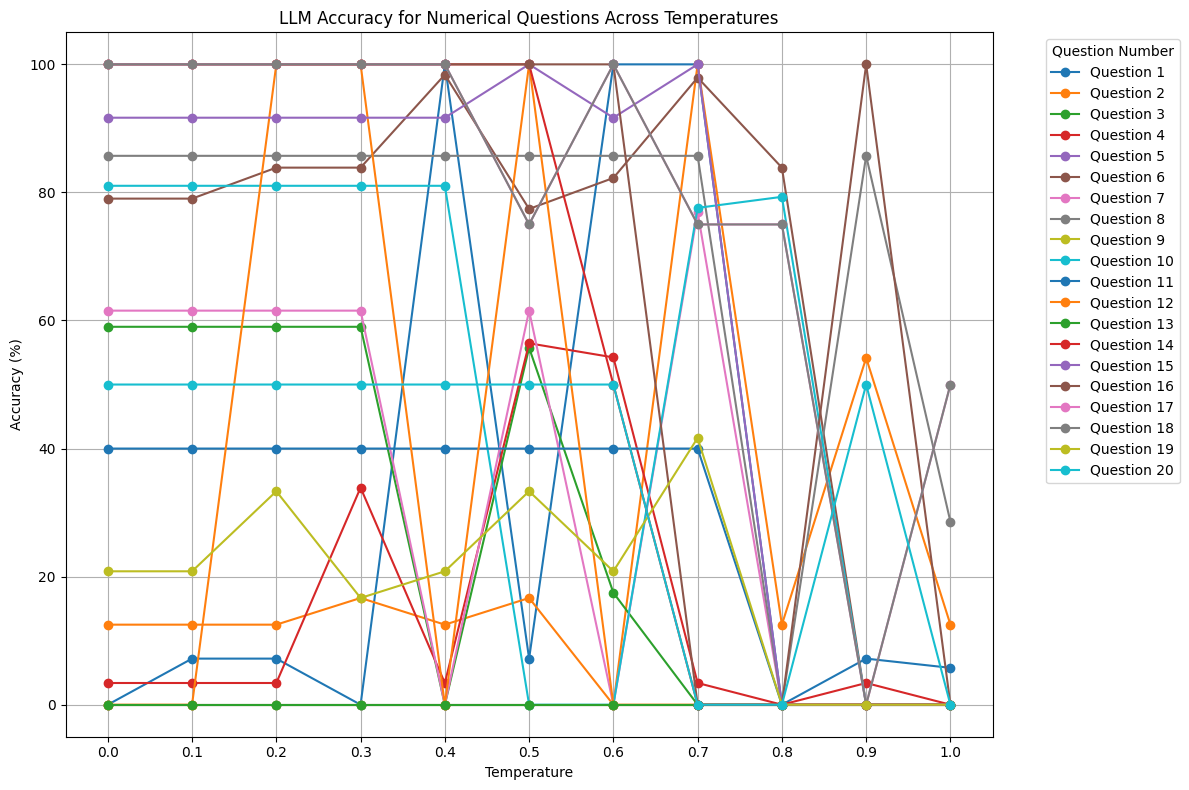 LLM Accuracy for Numerical Questions Across Temperatures
Accuracy (%)
100
80
60
40
20
0
0.0 0.1 0.2 0.3 0.4 0.5 0.6 0.7 0.8 0.9 1.0
Temperature
Question Number
Question 1
Question 2
Question 3
Question 4
Question 5
Question 6
Question 7
Question 8
Question 9
Question 10
Question 11
Question 12
Question 13
Question 14
Question 15
Question 16
Question 17
Question 18
Question 19
Question 20